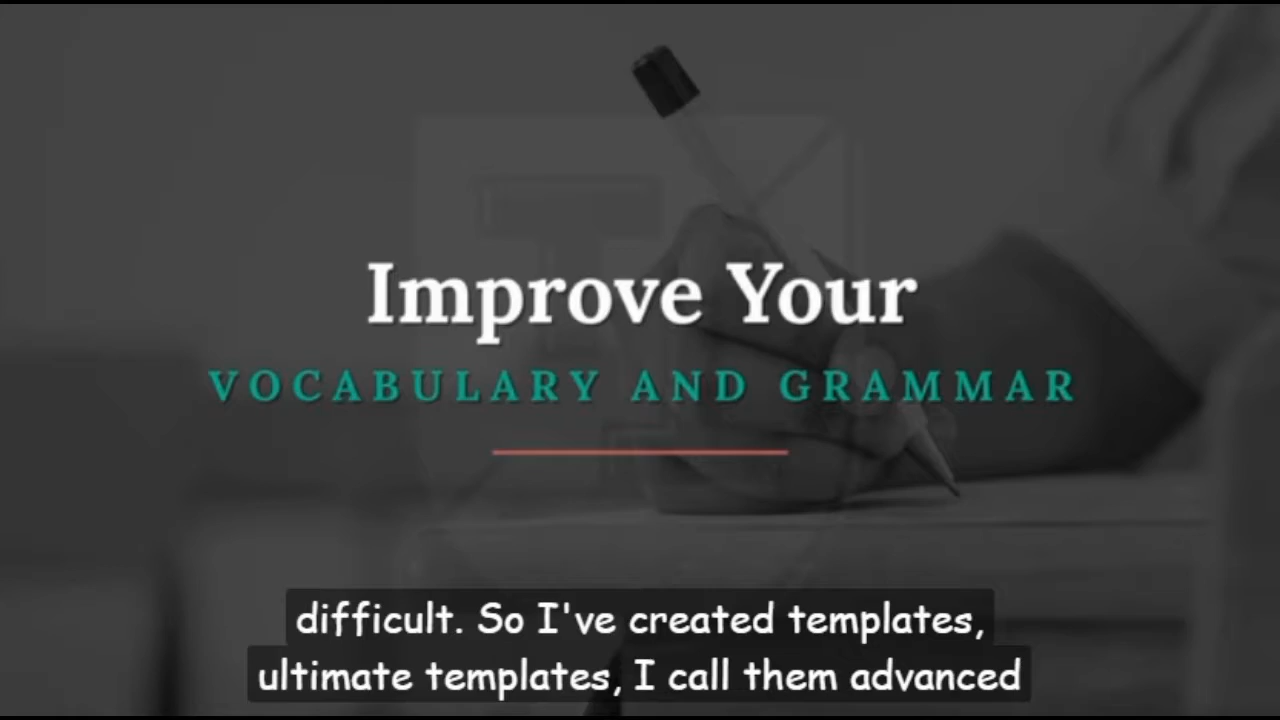 Improve Your
VOCABULARY AND GRAMMAR
difficult. So I've created templates,
ultimate templates, I call them advanced